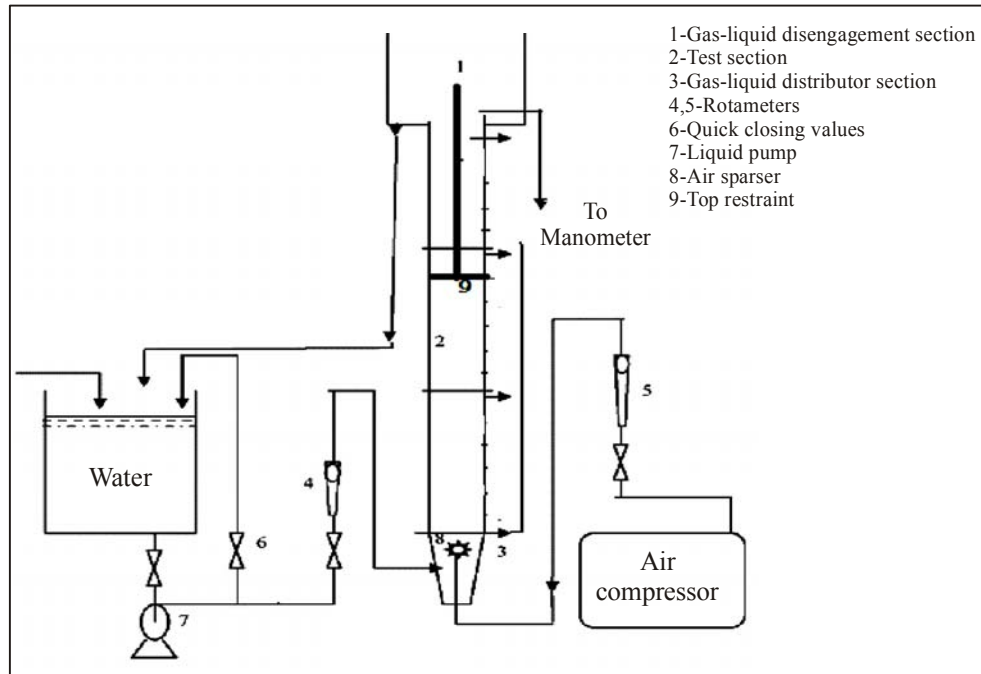 1-Gas-liquid disengagement section
2-Test section
3-Gas-liquid distributor section
4,5-Rotameters
6-Quick closing values
7-Liquid pump
8-Air sparser
9-Top restraint
1
To
Manometer
9
2
5
Water
4
6
8
3
Air
compressor
7